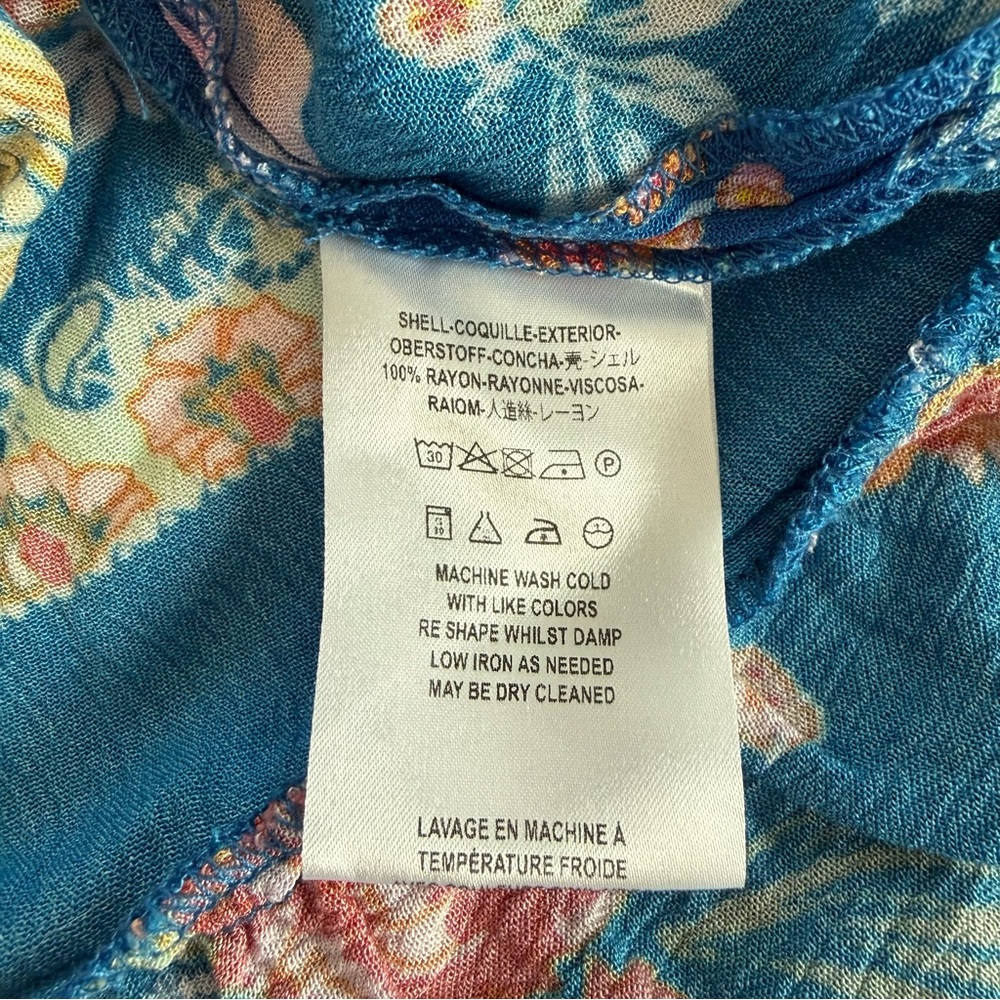 SHELL-COQUILLE-EXTERIOR-
OBERSTOFF-CONCHA-壳-シェル
100% RAYON-RAYONNE-VISCOSA-
RAIOM-人造絲-レーヨン
30
P
MACHINE WASH COLD
WITH LIKE COLORS
RE SHAPE WHILST DAMP
LOW IRON AS NEEDED
MAY BE DRY CLEANED
LAVAGE EN MACHINE À
TEMPÉRATURE FROIDE